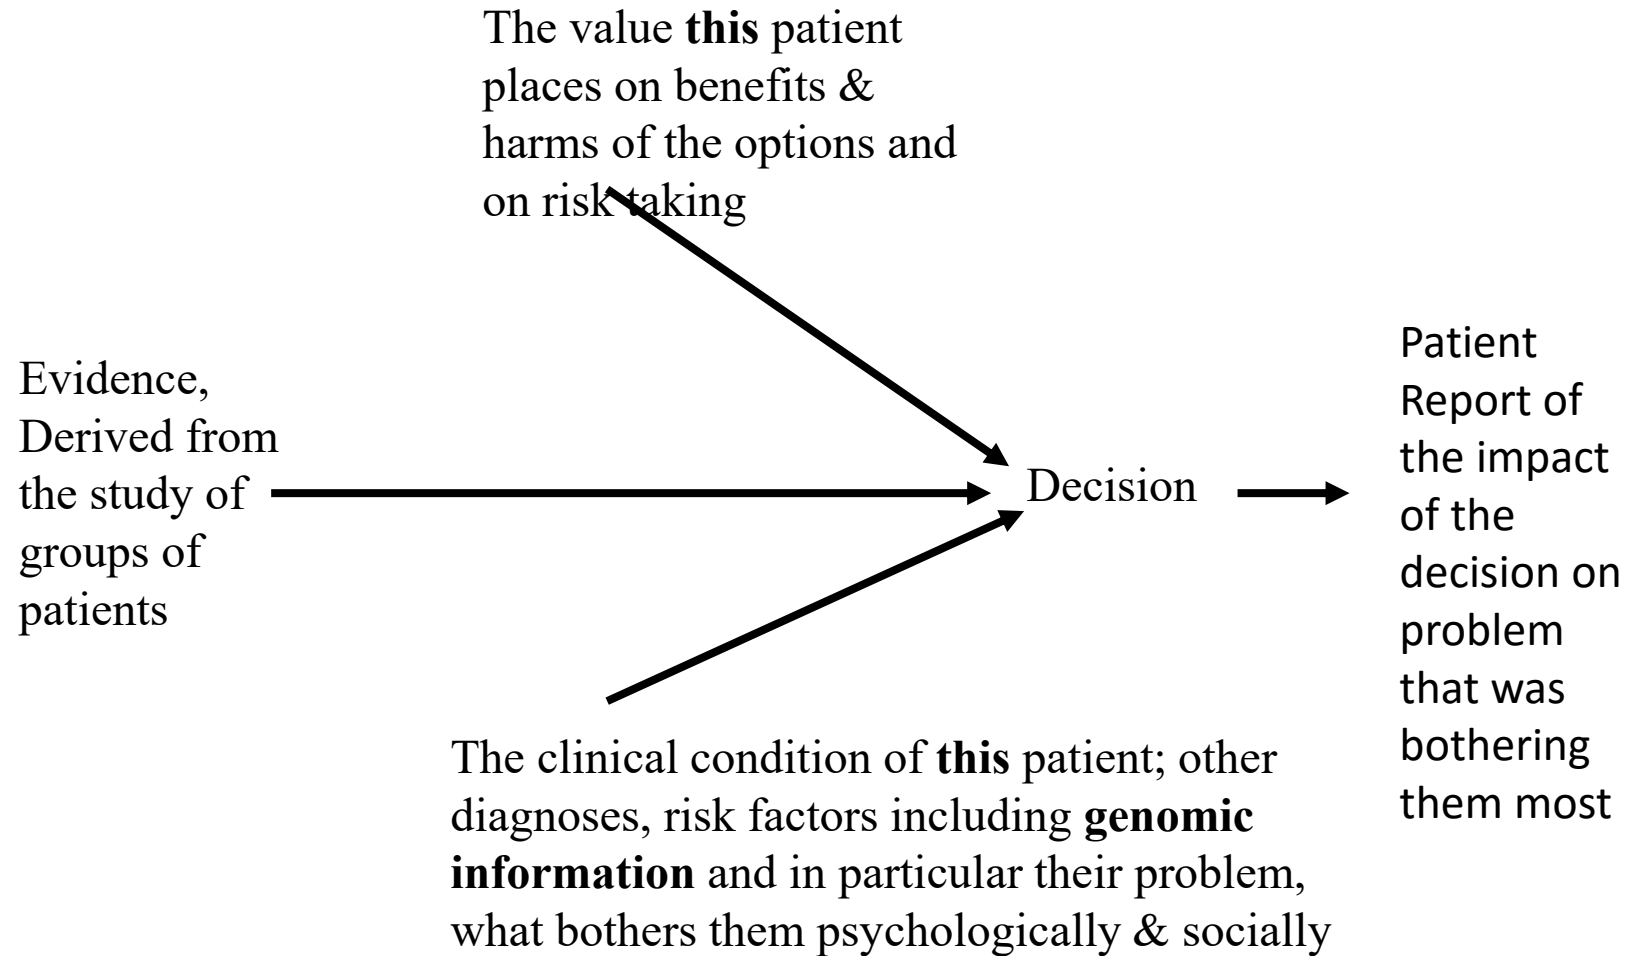 The value this patient
places on benefits &
harms of the options and
on risk taking
Evidence,
Derived from
the study of
groups of
patients
Decision
Patient
Report of
the impact
of the
decision on
problem
that was
bothering
them most
The clinical condition of this patient; other
diagnoses, risk factors including genomic
information and in particular their problem,
what bothers them psychologically & socially